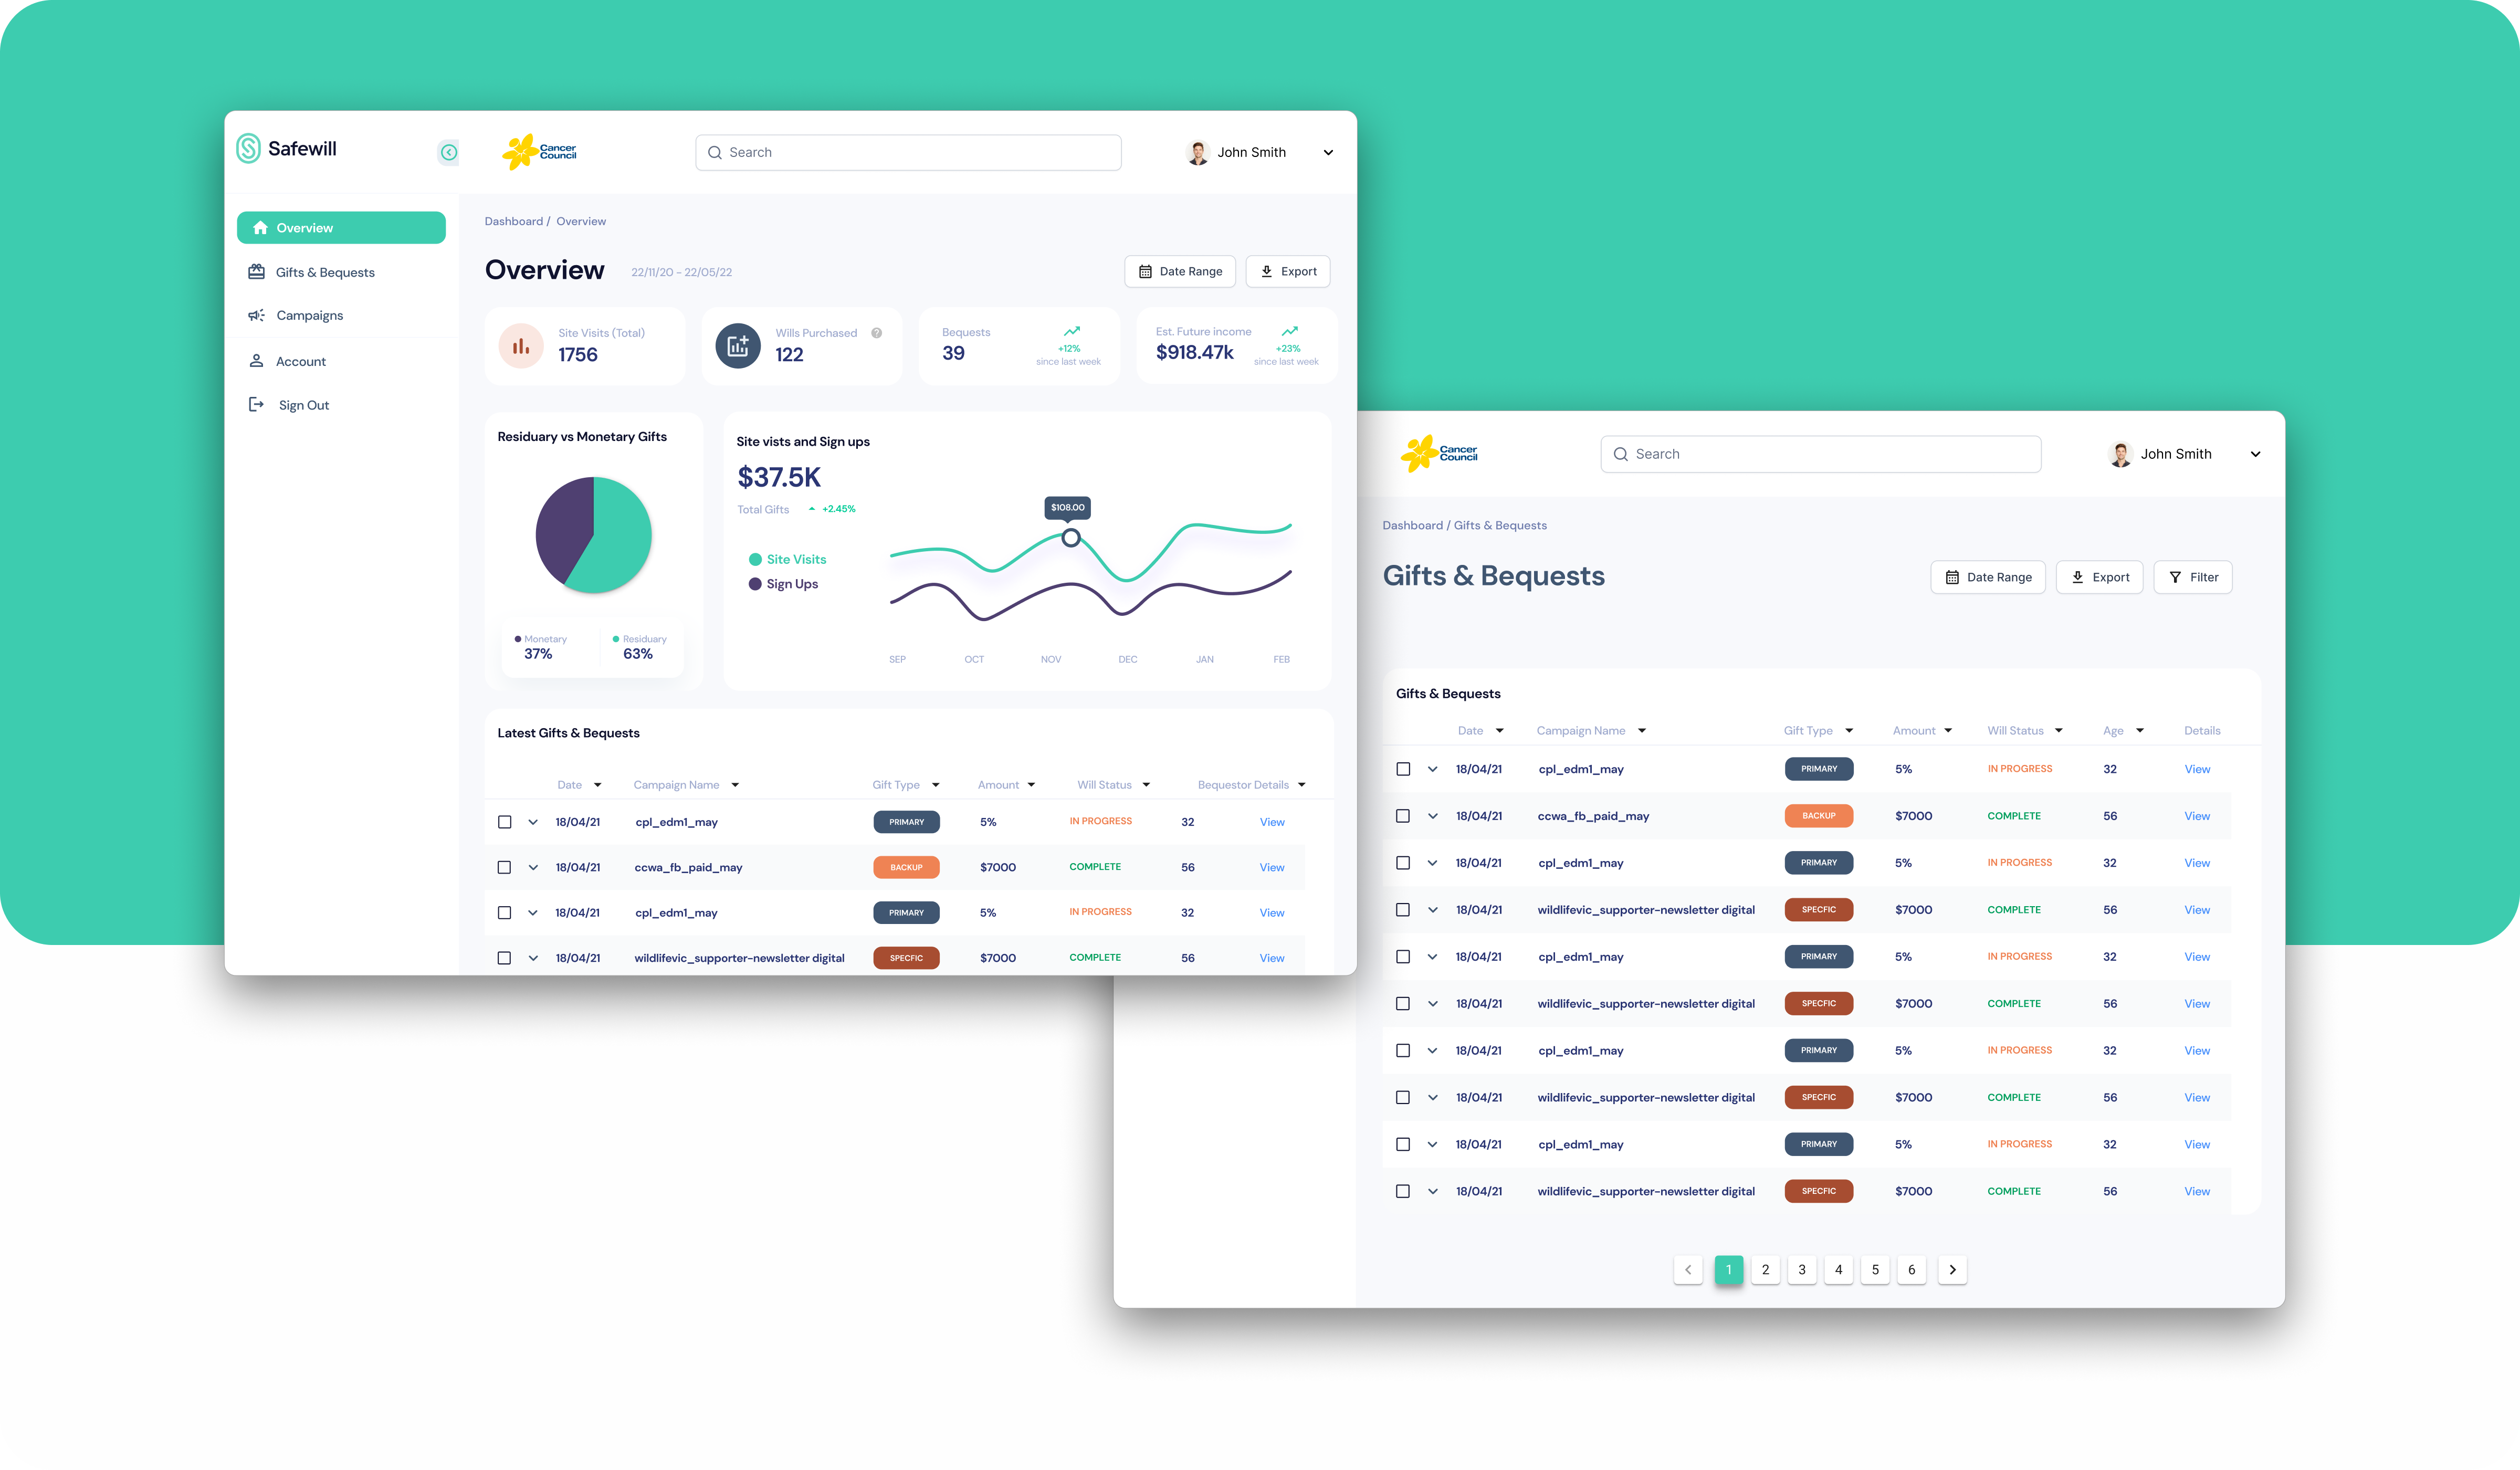 Safewill
Cancer
Council
Search
John Smith
Overview
Gifts & Bequests
Campaigns
Account
Sign Out
Dashboard / Overview
Overview 22/11/20 - 22/05/22
Date Range
Export
Site Visits (Total)
1756
Wills Purchased ?
122
Bequests
39
+12%
since last week
Est. Future income
$918.47k
+23%
since last week
Residuary vs Monetary Gifts
Monetary
37%
Residuary
63%
Site vists and Sign ups
$37.5K
Total Gifts +2.45%
Site Visits
Sign Ups
$108.00
SEP OCT NOV DEC JAN FEB
Latest Gifts & Bequests
Date Campaign Name Gift Type Amount Will Status Bequestor Details
18/04/21 cpl_edm1_may PRIMARY 5% IN PROGRESS 32 View
18/04/21 ccwa_fb_paid_may BACKUP $7000 COMPLETE 56 View
18/04/21 cpl_edm1_may PRIMARY 5% IN PROGRESS 32 View
18/04/21 wildlifevic_supporter-newsletter digital SPECFIC $7000 COMPLETE 56 View
Cancer
Council
Search
John Smith
Dashboard / Gifts & Bequests
Gifts & Bequests
Date Range
Export
Filter
Gifts & Bequests
Date Campaign Name Gift Type Amount Will Status Age Details
18/04/21 cpl_edm1_may PRIMARY 5% IN PROGRESS 32 View
18/04/21 ccwa_fb_paid_may BACKUP $7000 COMPLETE 56 View
18/04/21 cpl_edm1_may PRIMARY 5% IN PROGRESS 32 View
18/04/21 wildlifevic_supporter-newsletter digital SPECFIC $7000 COMPLETE 56 View
18/04/21 cpl_edm1_may PRIMARY 5% IN PROGRESS 32 View
18/04/21 wildlifevic_supporter-newsletter digital SPECFIC $7000 COMPLETE 56 View
18/04/21 cpl_edm1_may PRIMARY 5% IN PROGRESS 32 View
18/04/21 wildlifevic_supporter-newsletter digital SPECFIC $7000 COMPLETE 56 View
18/04/21 cpl_edm1_may PRIMARY 5% IN PROGRESS 32 View
18/04/21 wildlifevic_supporter-newsletter digital SPECFIC $7000 COMPLETE 56 View
1 2 3 4 5 6